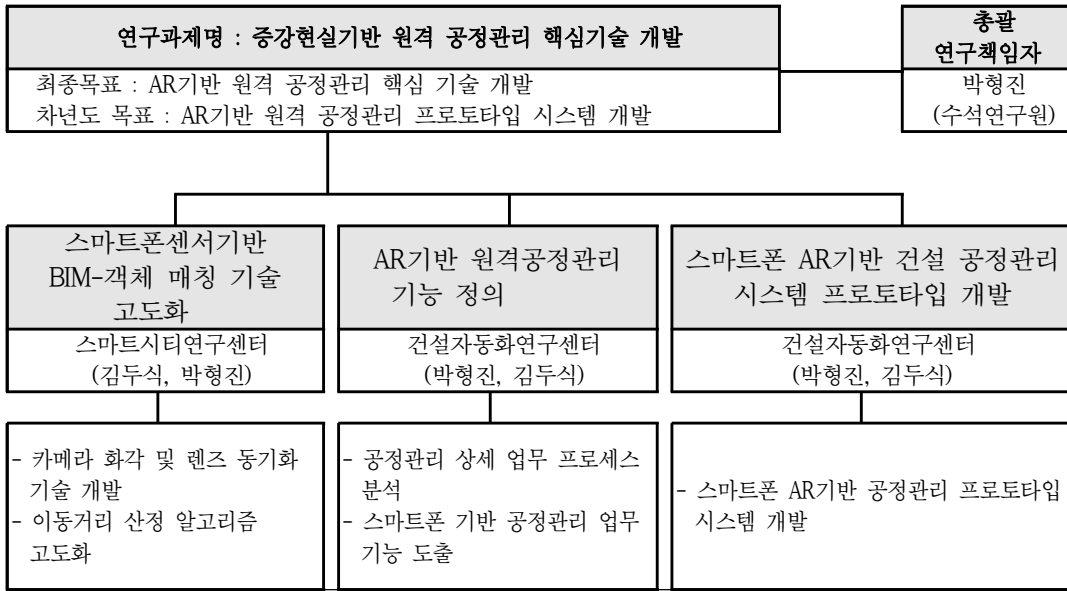 연구과제명 : 증강현실기반 원격 공정관리 핵심기술 개발
최종목표 : AR기반 원격 공정관리 핵심 기술 개발
차년도 목표 : AR기반 원격 공정관리 프로토타입 시스템 개발
총괄
연구책임자
박형진
(수석연구원)
스마트폰센서기반
BIM-객체 매칭 기술
고도화
스마트시티연구센터
(김두식, 박형진)
- 카메라 화각 및 렌즈 동기화
기술 개발
- 이동거리 산정 알고리즘
고도화
AR기반 원격공정관리
기능 정의
건설자동화연구센터
(박형진, 김두식)
- 공정관리 상세 업무 프로세스
분석
- 스마트폰 기반 공정관리 업무
기능 도출
스마트폰 AR기반 건설 공정관리
시스템 프로토타입 개발
건설자동화연구센터
(박형진, 김두식)
- 스마트폰 AR기반 공정관리 프로토타입
시스템 개발